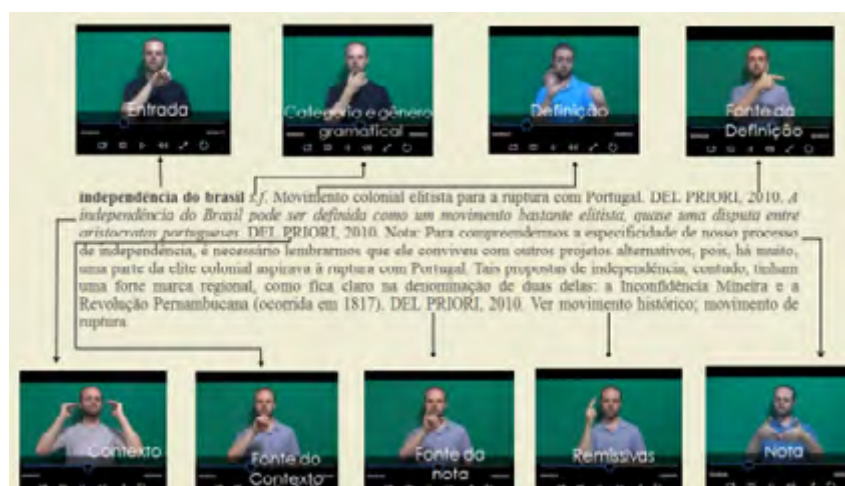 Entrada
Categoria e gênero
gramatical
Definição
Fonte da
Definição
independência do brasil s.f. Movimento colonial elitista para a ruptura com Portugal. DEL PRIORI, 2010. A
independência do Brasil pode ser definida como um movimento bastante elitista, quase uma disputa entre
aristocratas portugueses. DEL PRIORI, 2010. Nota: Para compreendermos a especificidade de nosso processo
de independência, é necessário lembrarmos que ele conviveu com outros projetos alternativos, pois, há muito,
uma parte da elite colonial aspirava à ruptura com Portugal. Tais propostas de independência, contudo, tinham
uma forte marca regional, como fica claro na denominação de duas delas: a Inconfidência Mineira e a
Revolução Pernambucana (ocorrida em 1817). DEL PRIORI, 2010. Ver movimento histórico; movimento de
ruptura.
Contexto
Fonte do
Contexto
Fonte da
nota
Remissivas
Nota